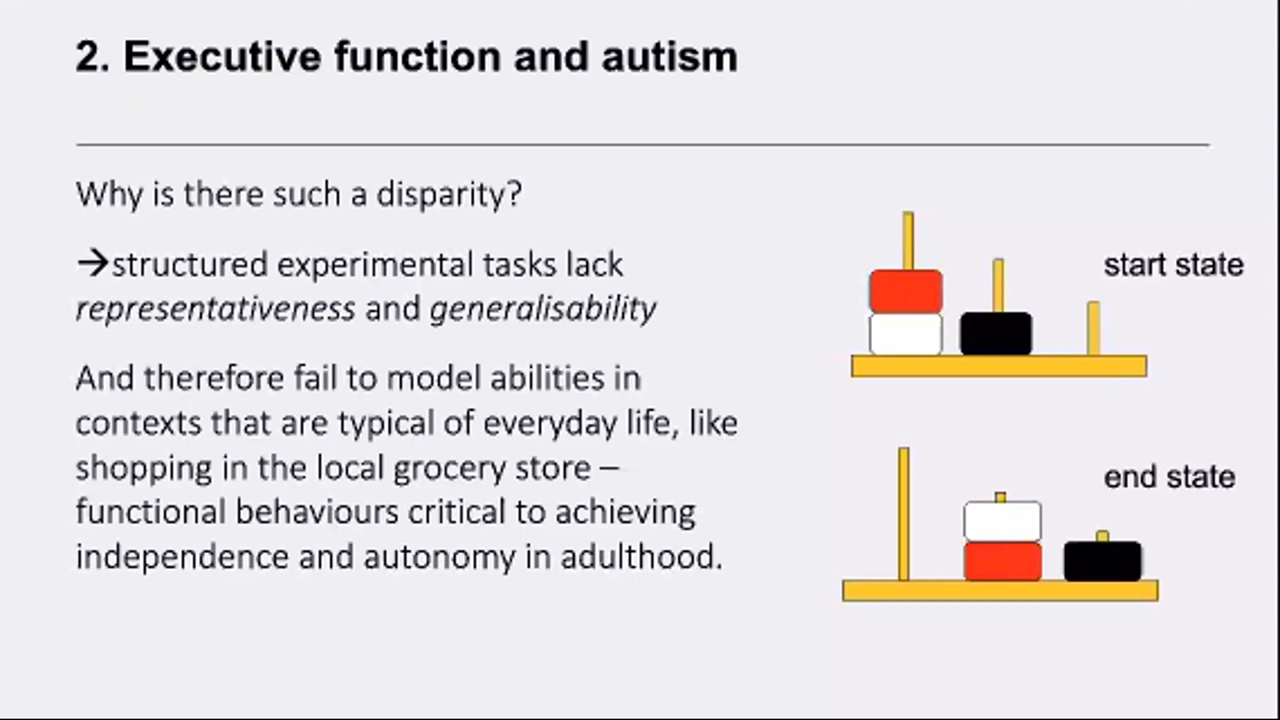 2. Executive function and autism
Why is there such a disparity?
→structured experimental tasks lack
representativeness and generalisability
And therefore fail to model abilities in
contexts that are typical of everyday life, like
shopping in the local grocery store –
functional behaviours critical to achieving
independence and autonomy in adulthood.
start state
end state